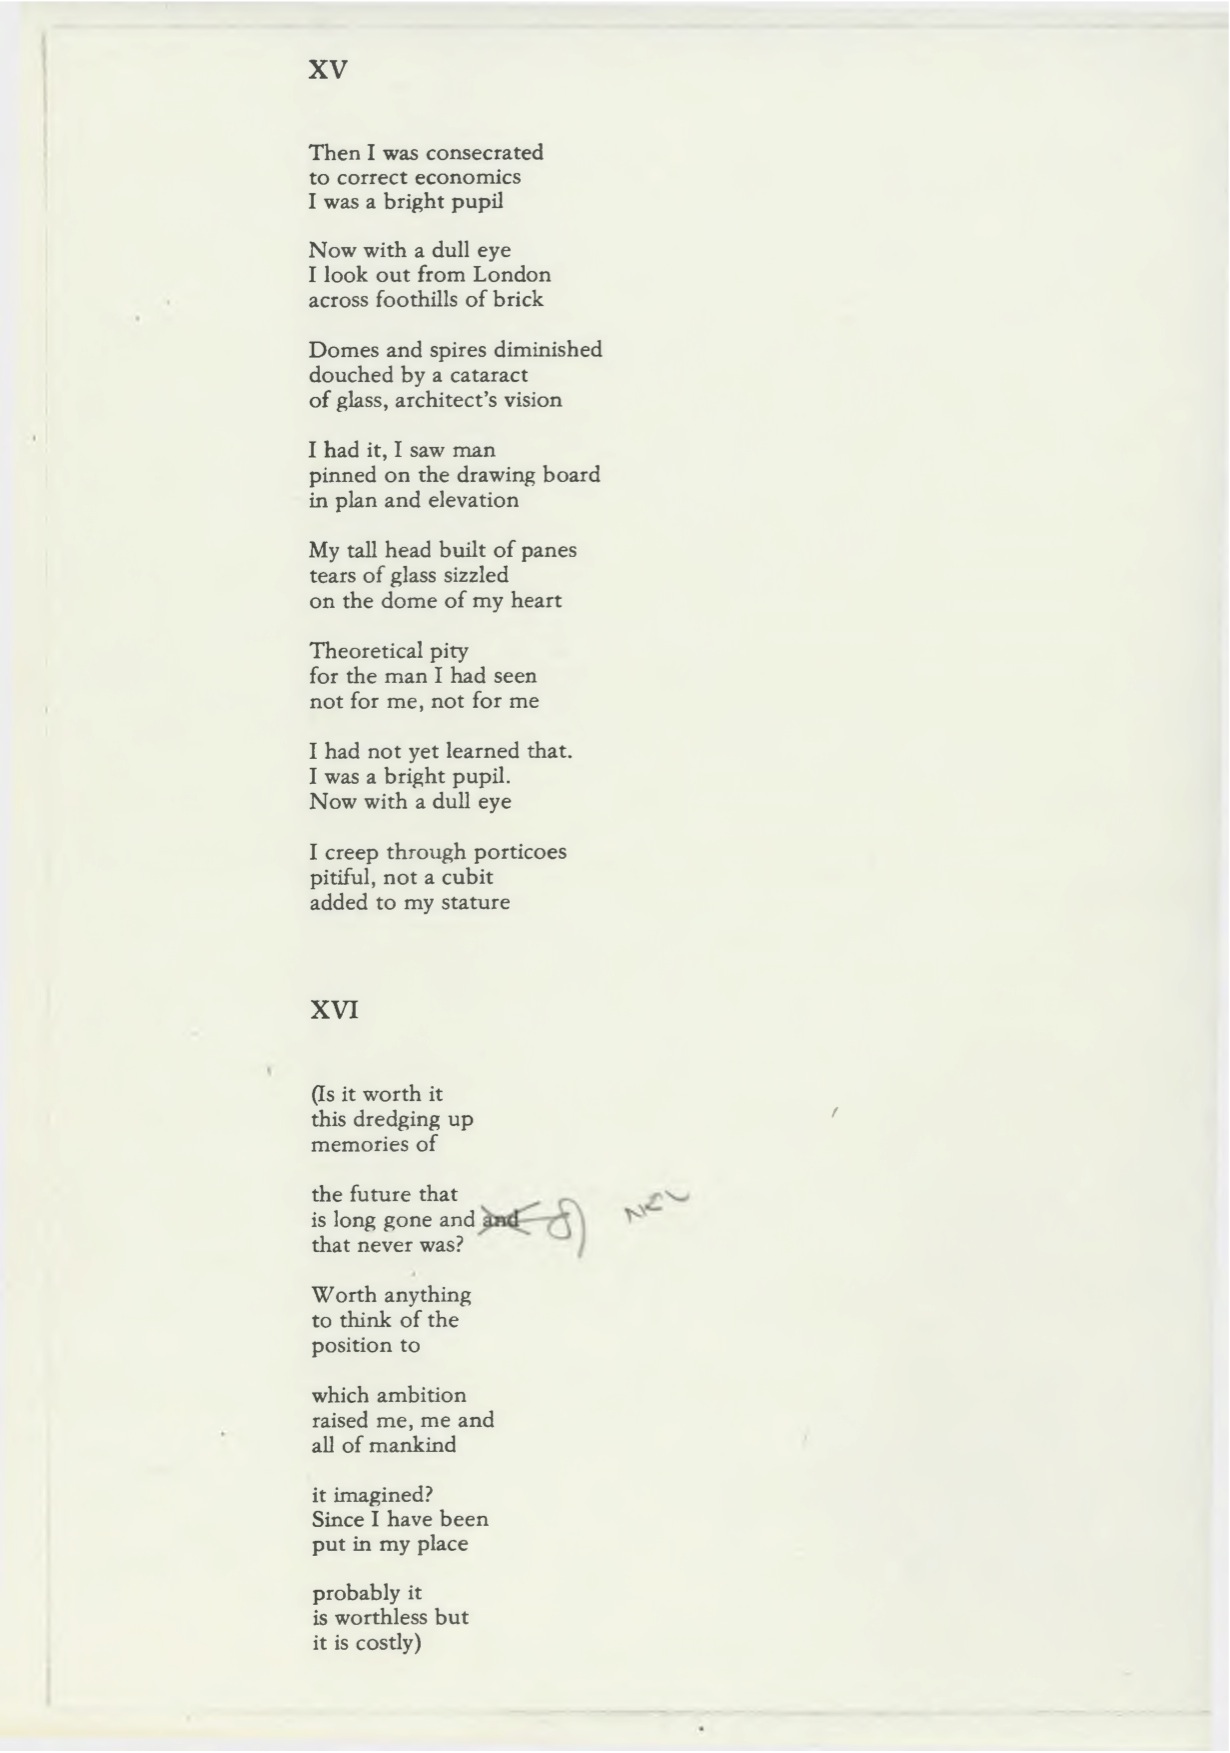 XV
Then I was consecrated
to correct economics
I was a bright pupil
Now with a dull eye
I look out from London
across foothills of brick
Domes and spires diminished
douched by a cataract
of glass, architect's vision
I had it, I saw man
pinned on the drawing board
in plan and elevation
My tall head built of panes
tears of glass sizzled
on the dome of my heart
Theoretical pity
for the man I had seen
not for me, not for me
I had not yet learned that.
I was a bright pupil.
Now with a dull eye
I creep through porticoes
pitiful, not a cubit
added to my stature
XVI
(Is it worth it
this dredging up
memories of
the future that
is long gone and and
that never was?
Worth anything
to think of the
position to
which ambition
raised me, me and
all of mankind
it imagined?
Since I have been
put in my place
probably it
is worthless but
it is costly)